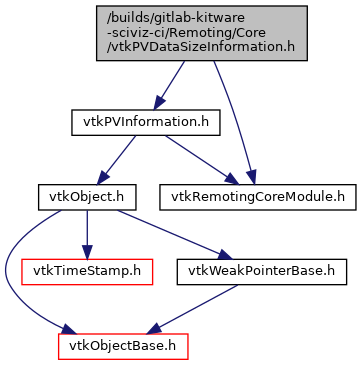 /builds/gitlab-kitware
-sciviz-ci/Remoting/Core
/vtkPVDataSizeInformation.h
vtkPVInformation.h
vtkObject.h
vtkRemotingCoreModule.h
vtkTimeStamp.h
vtkWeakPointerBase.h
vtkObjectBase.h